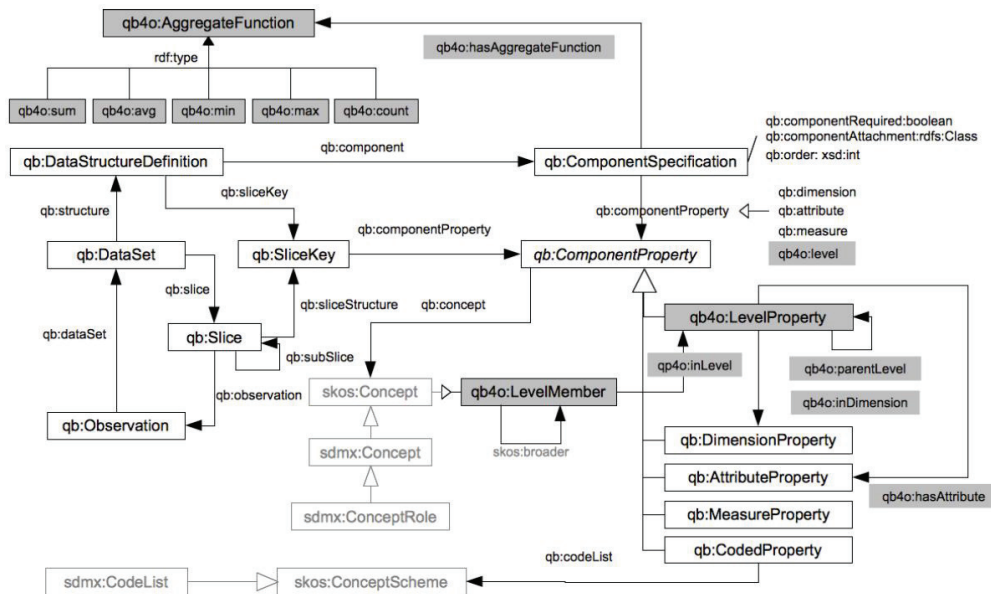 qb4o:AggregateFunction
qb4o:hasAggregateFunction
rdf:type
qb4o:sum
qb4o:avg
qb4o:min
qb4o:max
qb4o:count
qb:componentRequired:boolean
qb:componentAttachment:rdfs:Class
qb:order: xsd:int
qb:DataStructureDefinition
qb:component
qb:ComponentSpecification
qb:sliceKey
qb:structure
qb:componentProperty
qb:dimension
qb:attribute
qb:measure
qb4o:level
qb:DataSet
qb:SliceKey
qb:componentProperty
qb:ComponentProperty
qb:slice
qb:sliceStructure
qb:concept
qb:dataSet
qb:Slice
qb:subSlice
qb4o:LevelProperty
qp4o:inLevel
qb4o:parentLevel
qb4o:inDimension
qb:observation
skos:Concept
qb4o:LevelMember
qb:Observation
skos:broader
sdmx:Concept
qb:DimensionProperty
qb:AttributeProperty
qb4o:hasAttribute
sdmx:ConceptRole
qb:MeasureProperty
qb:CodedProperty
qb:codeList
sdmx:CodeList
skos:ConceptScheme